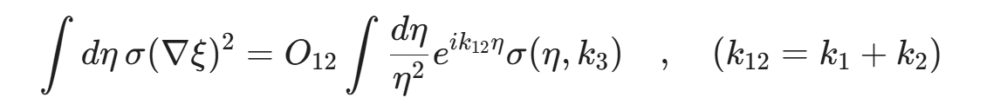 ∫ dη σ(∇ξ)² = O₁₂ ∫ dη/η² e^{ik₁₂η} σ(η, k₃) , (k₁₂ = k₁ + k₂)